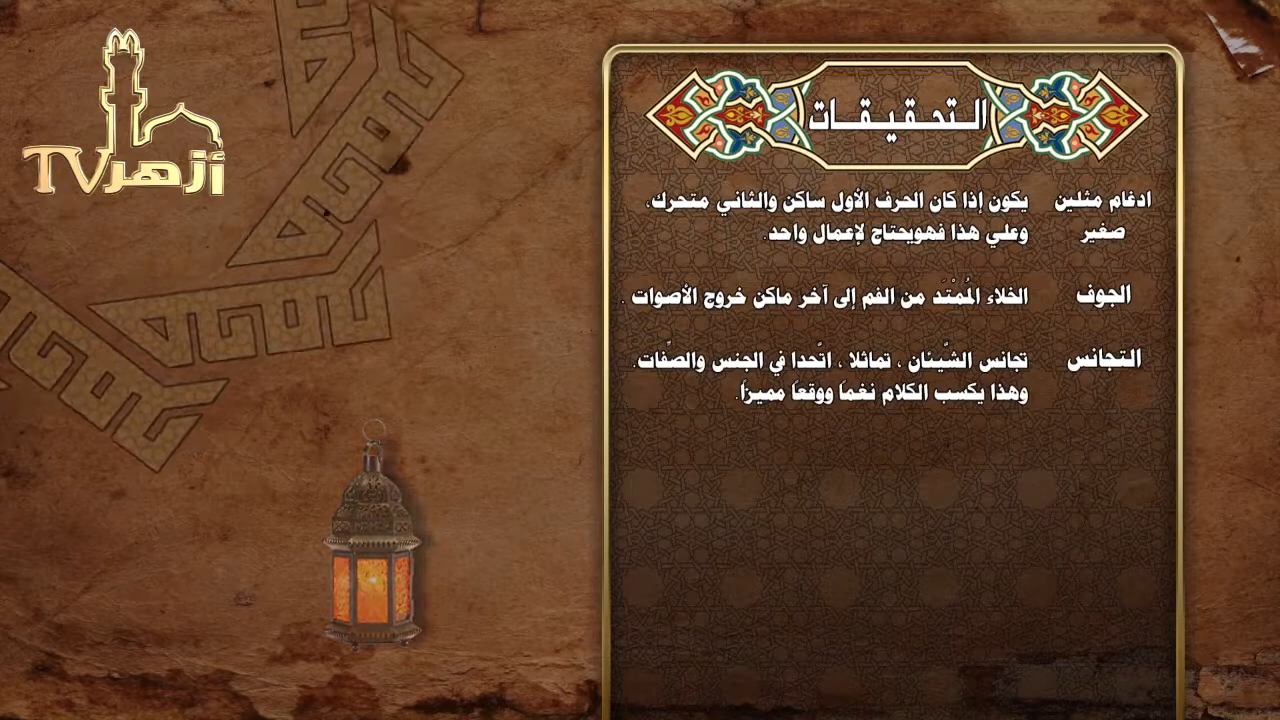 أزهر TV
التحقيقات
ادغام مثلين يكون إذا كان الحرف الأول ساكن والثاني متحرك.
صغير وعلي هذا فهويحتاج لإعمال واحد.
الجوف الخلاء المُمْتَد من الفم إلى آخر ماكن خروج الأصوات .
التجانس تجانس الشَّيئان ، تماثلا ، اتَّحدا في الجنس والصِّفات.
وهذا يكسب الكلام نغماً ووقعاً مميزاً.